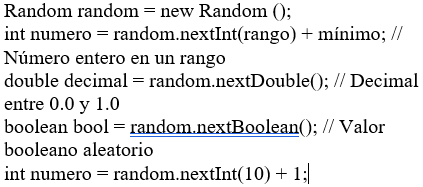 Random random = new Random ();
int numero = random.nextInt(rango) + mínimo; //
Número entero en un rango
double decimal = random.nextDouble(); // Decimal
entre 0.0 y 1.0
boolean bool = random.nextBoolean(); // Valor
booleano aleatorio
int numero = random.nextInt(10) + 1;